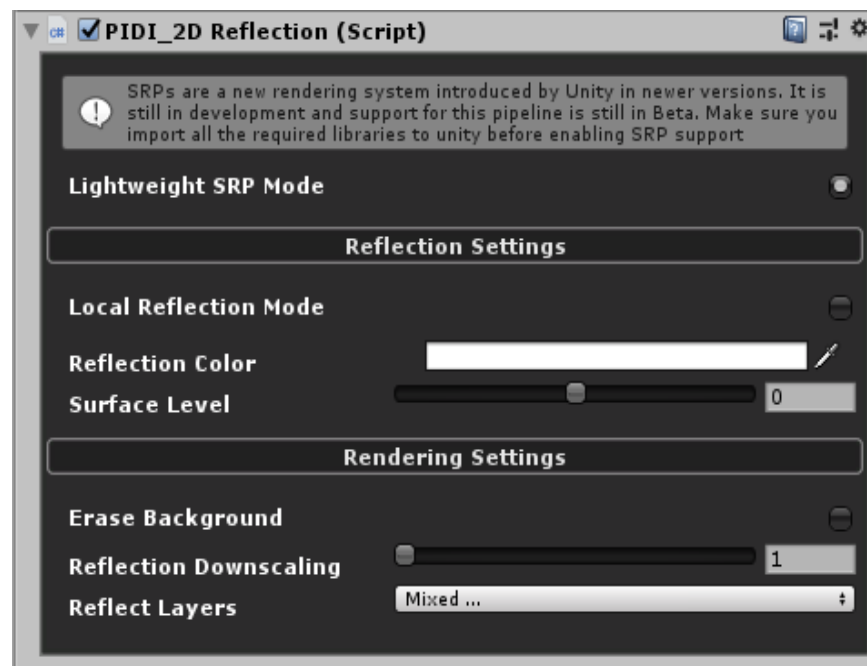 PIDI_2D Reflection (Script)
SRPs are a new rendering system introduced by Unity in newer versions. It is
still in development and support for this pipeline is still in Beta. Make sure you
import all the required libraries to unity before enabling SRP support
Lightweight SRP Mode
Reflection Settings
Local Reflection Mode
Reflection Color
Surface Level 0
Rendering Settings
Erase Background
Reflection Downscaling 1
Reflect Layers Mixed ...